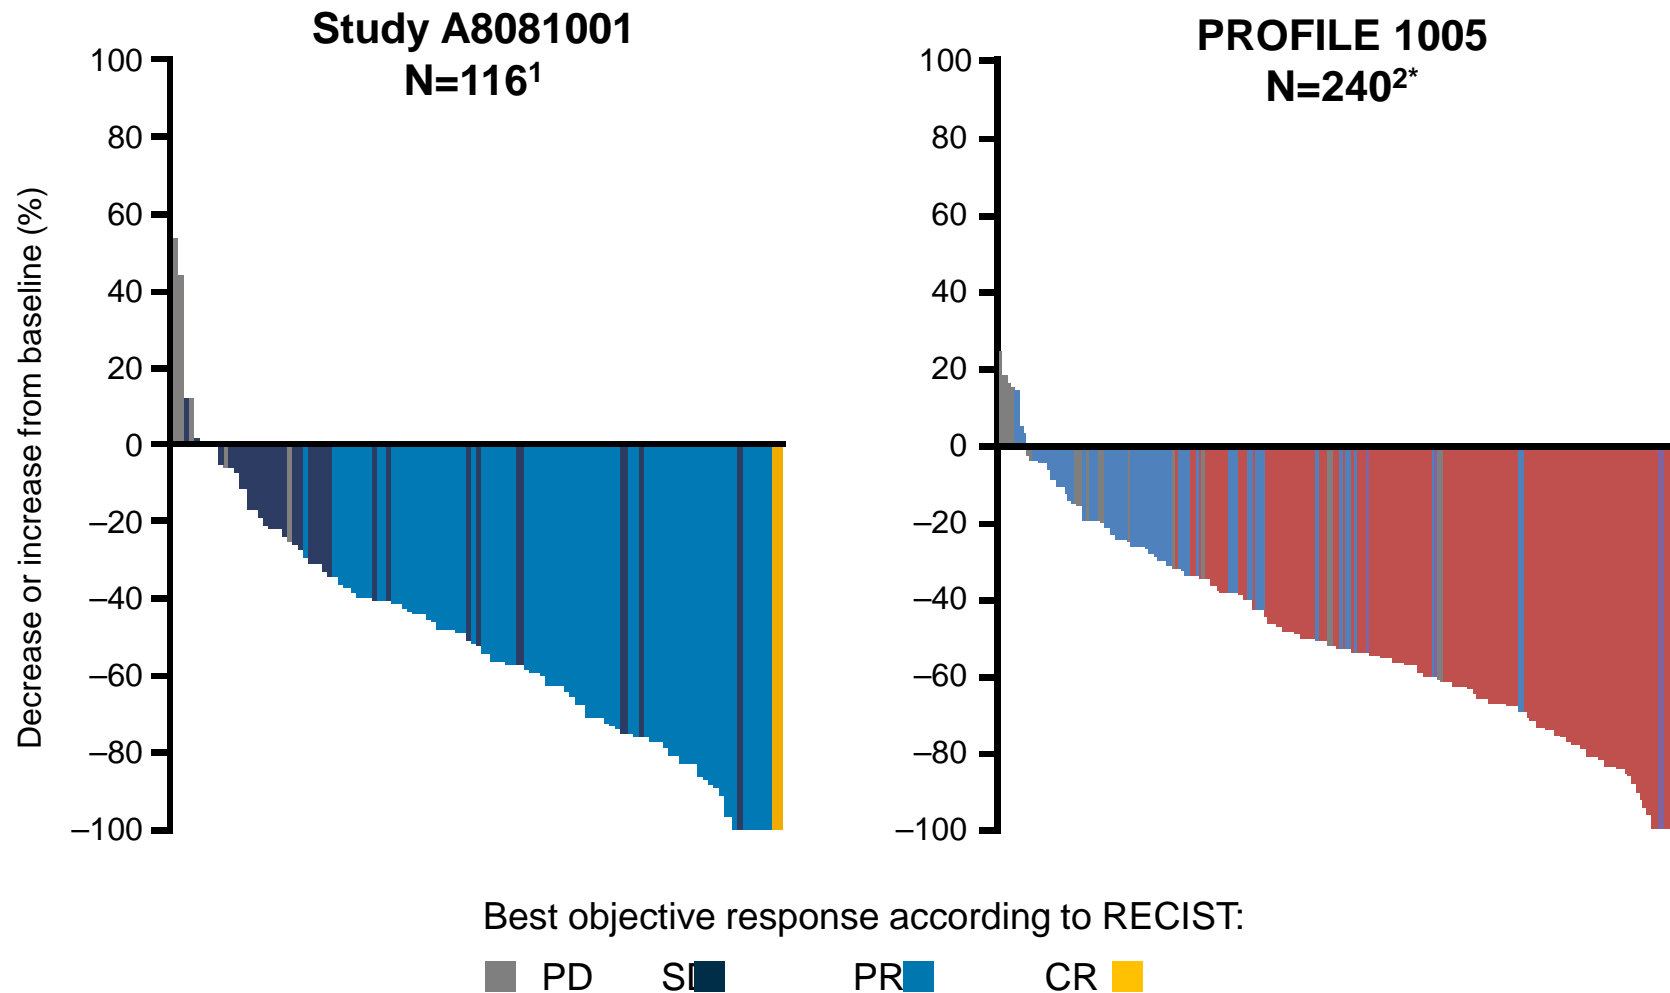 Study A8081001
N=116¹
PROFILE 1005
N=240²*
Decrease or increase from baseline (%)
100
80
60
40
20
0
–20
–40
–60
–80
–100
100
80
60
40
20
0
–20
–40
–60
–80
–100
Best objective response according to RECIST:
PD
PR
CR